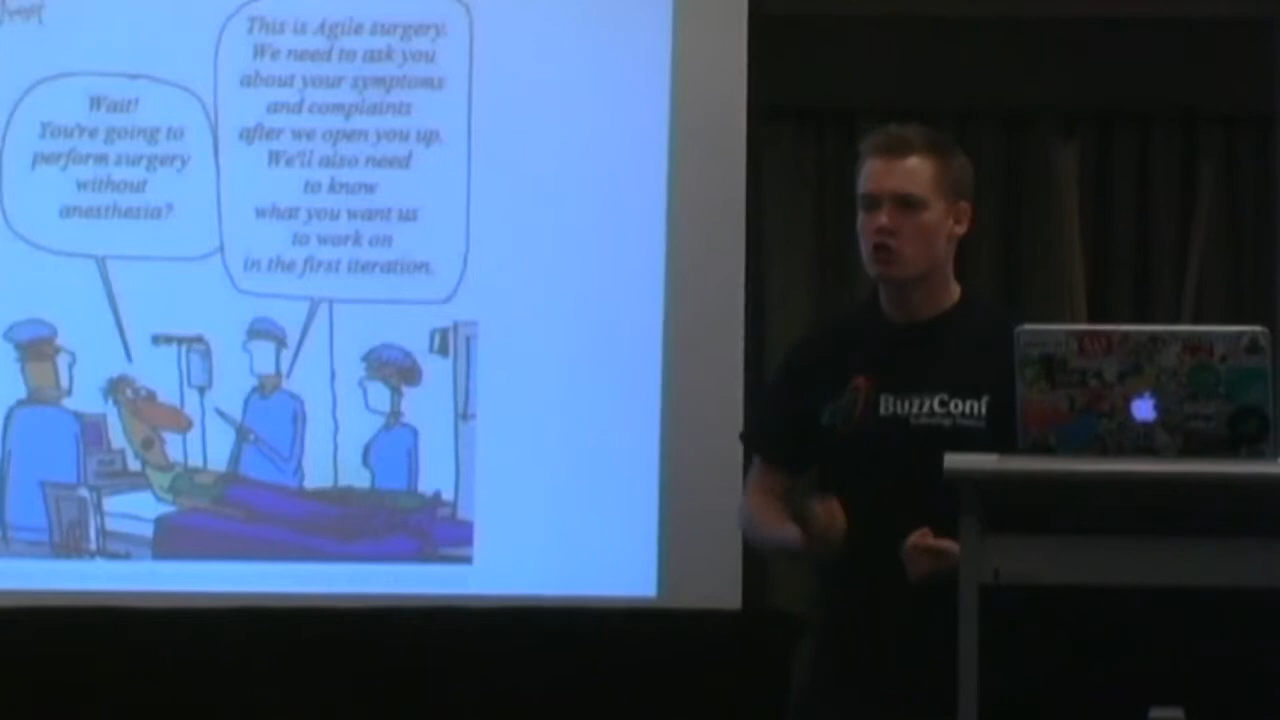 Wait!
You're going to
perform surgery
without
anesthesia?
This is Agile surgery.
We need to ask you
about your symptoms
and complaints
after we open you up.
We'll also need
to know
what you want us
to work on
in the first iteration.
BuzzConf